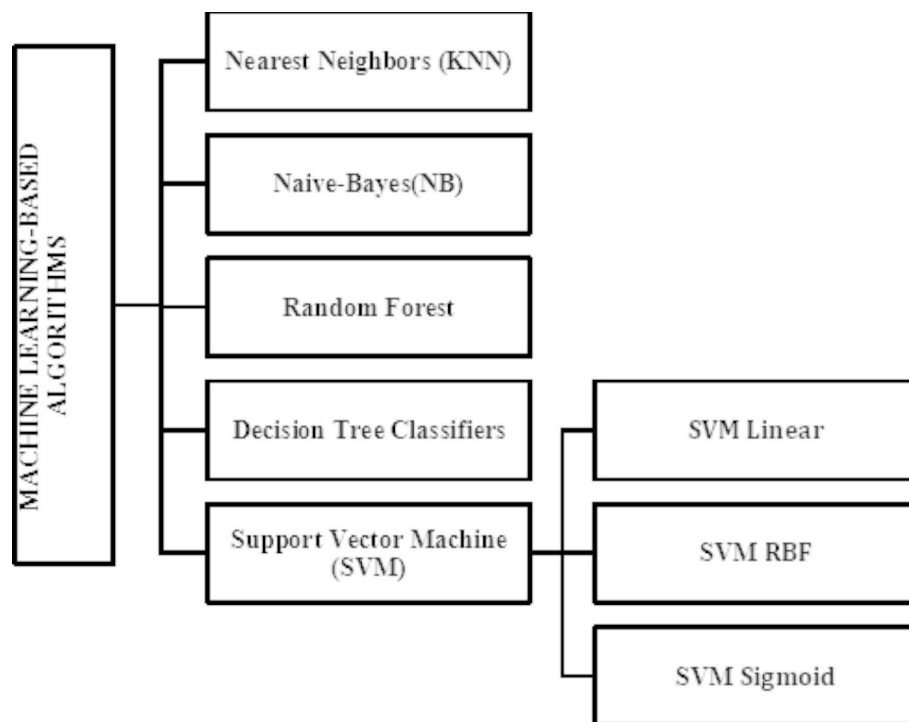 MACHINE LEARNING-BASED
ALGORITHMS
Nearest Neighbors (KNN)
Naive-Bayes(NB)
Random Forest
Decision Tree Classifiers
Support Vector Machine
(SVM)
SVM Linear
SVM RBF
SVM Sigmoid